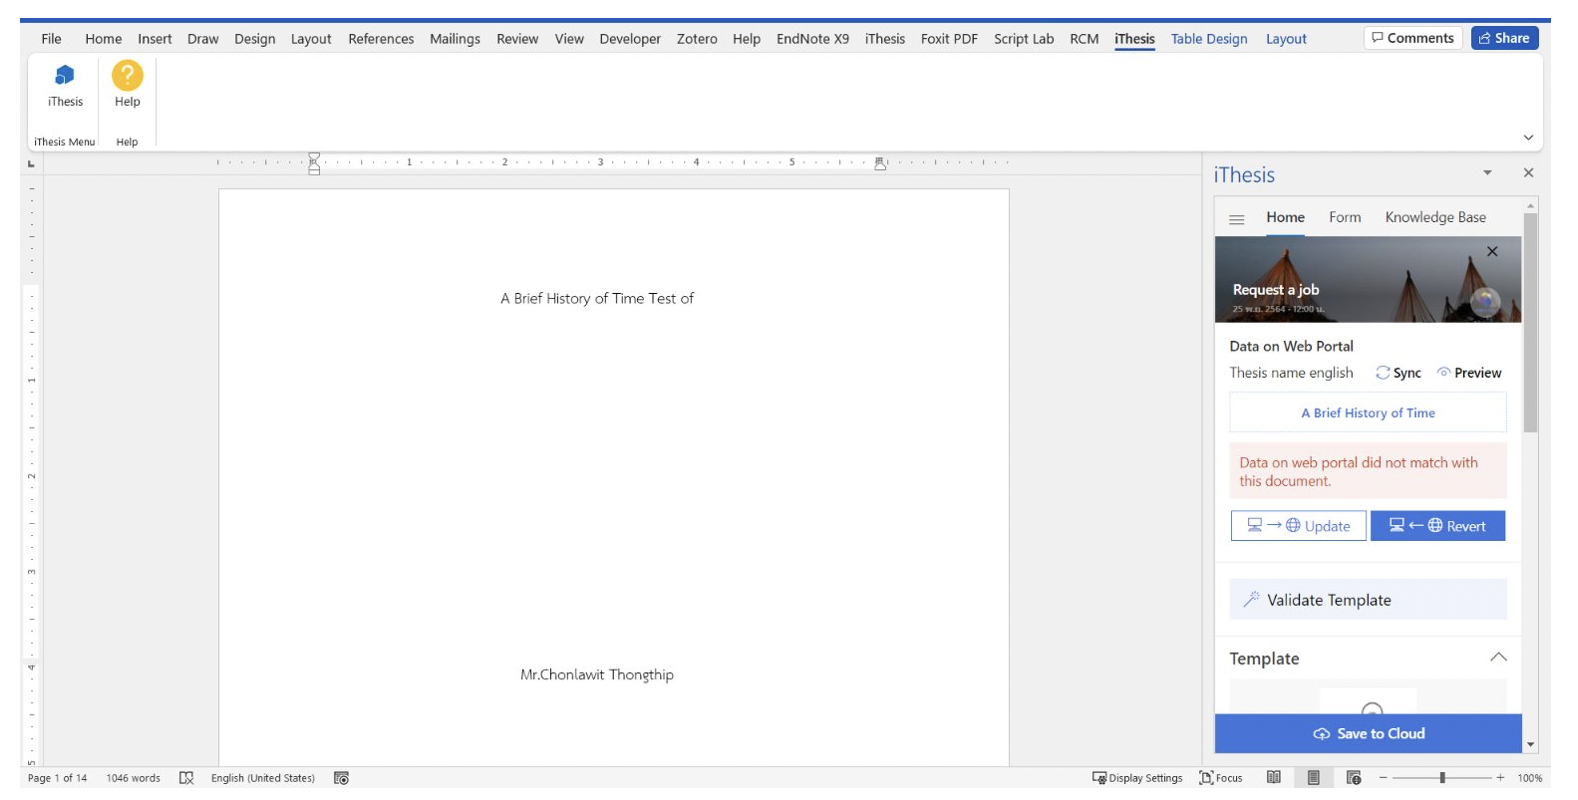 File Home Insert Draw Design Layout References Mailings Review View Developer Zotero Help EndNote X9 iThesis Foxit PDF Script Lab RCM iThesis Table Design Layout Comments Share
iThesis Help
iThesis Menu Help
1 2 3 4 5
iThesis
Home Form Knowledge Base
Request a job
25 พ.ย. 2564 - 12:00 น.
Data on Web Portal
Thesis name english Sync Preview
A Brief History of Time
Data on web portal did not match with
this document.
Update Revert
Validate Template
Template
Save to Cloud
A Brief History of Time Test of
Mr.Chonlawit Thongthip
1
2
3
4
5
Page 1 of 14 1046 words English (United States) Display Settings Focus 100%